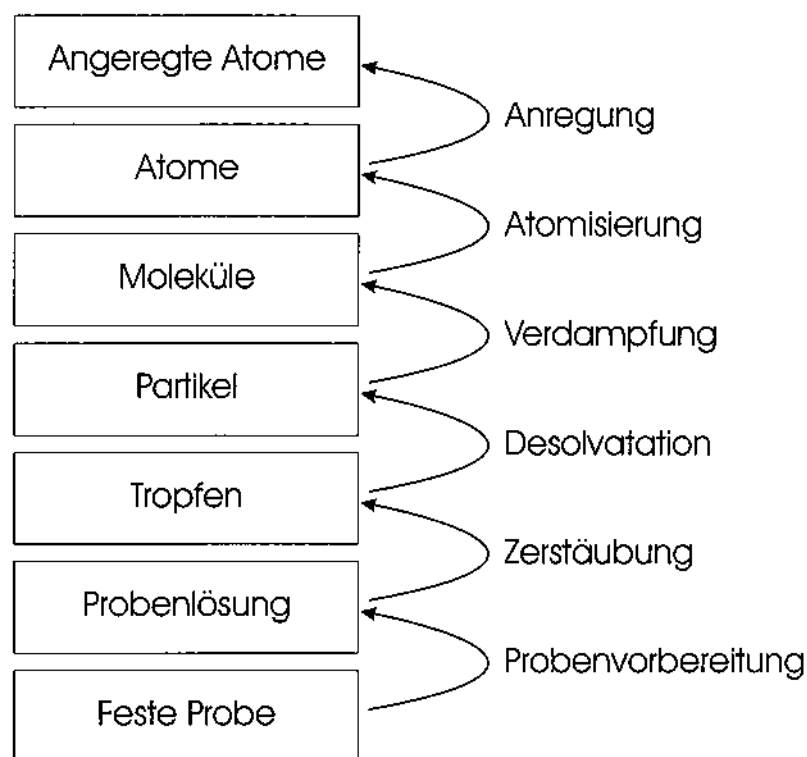 Angeregte Atome
Anregung
Atome
Atomisierung
Moleküle
Verdampfung
Partikel
Desolvatation
Tropfen
Zerstäubung
Probenlösung
Probenvorbereitung
Feste Probe